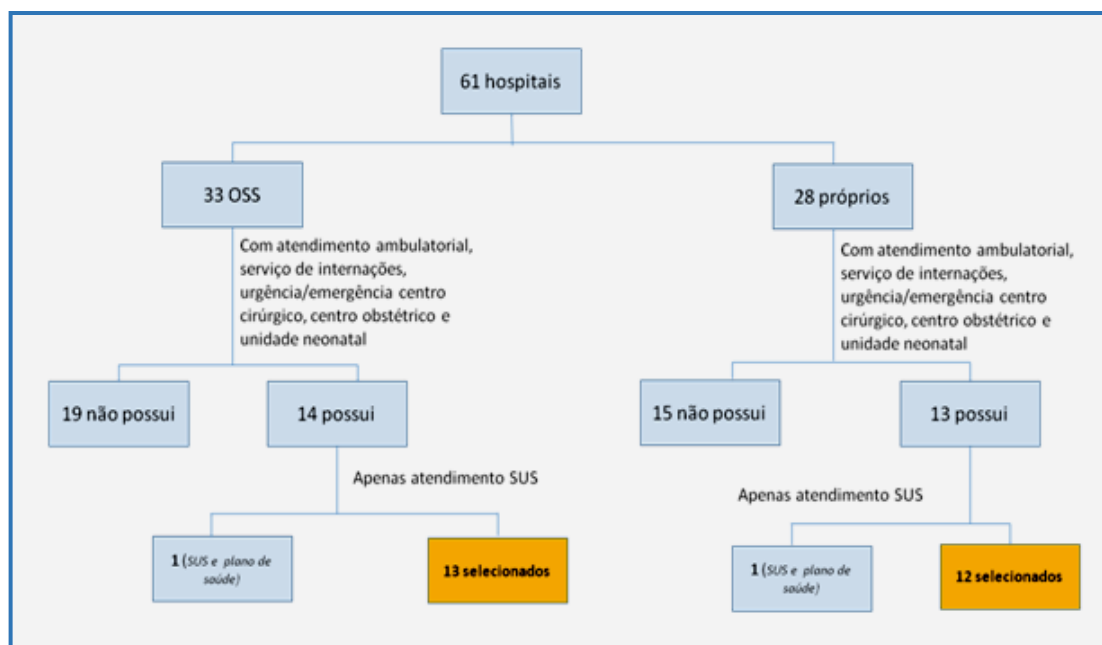 61 hospitais
33 OSS
28 próprios
Com atendimento ambulatorial,
serviço de internações,
urgência/emergência centro
cirúrgico, centro obstétrico e
unidade neonatal
Com atendimento ambulatorial,
serviço de internações,
urgência/emergência centro
cirúrgico, centro obstétrico e
unidade neonatal
19 não possui
14 possui
15 não possui
13 possui
Apenas atendimento SUS
Apenas atendimento SUS
1 (SUS e plano de
saúde)
13 selecionados
1 (SUS e plano de
saúde)
12 selecionados